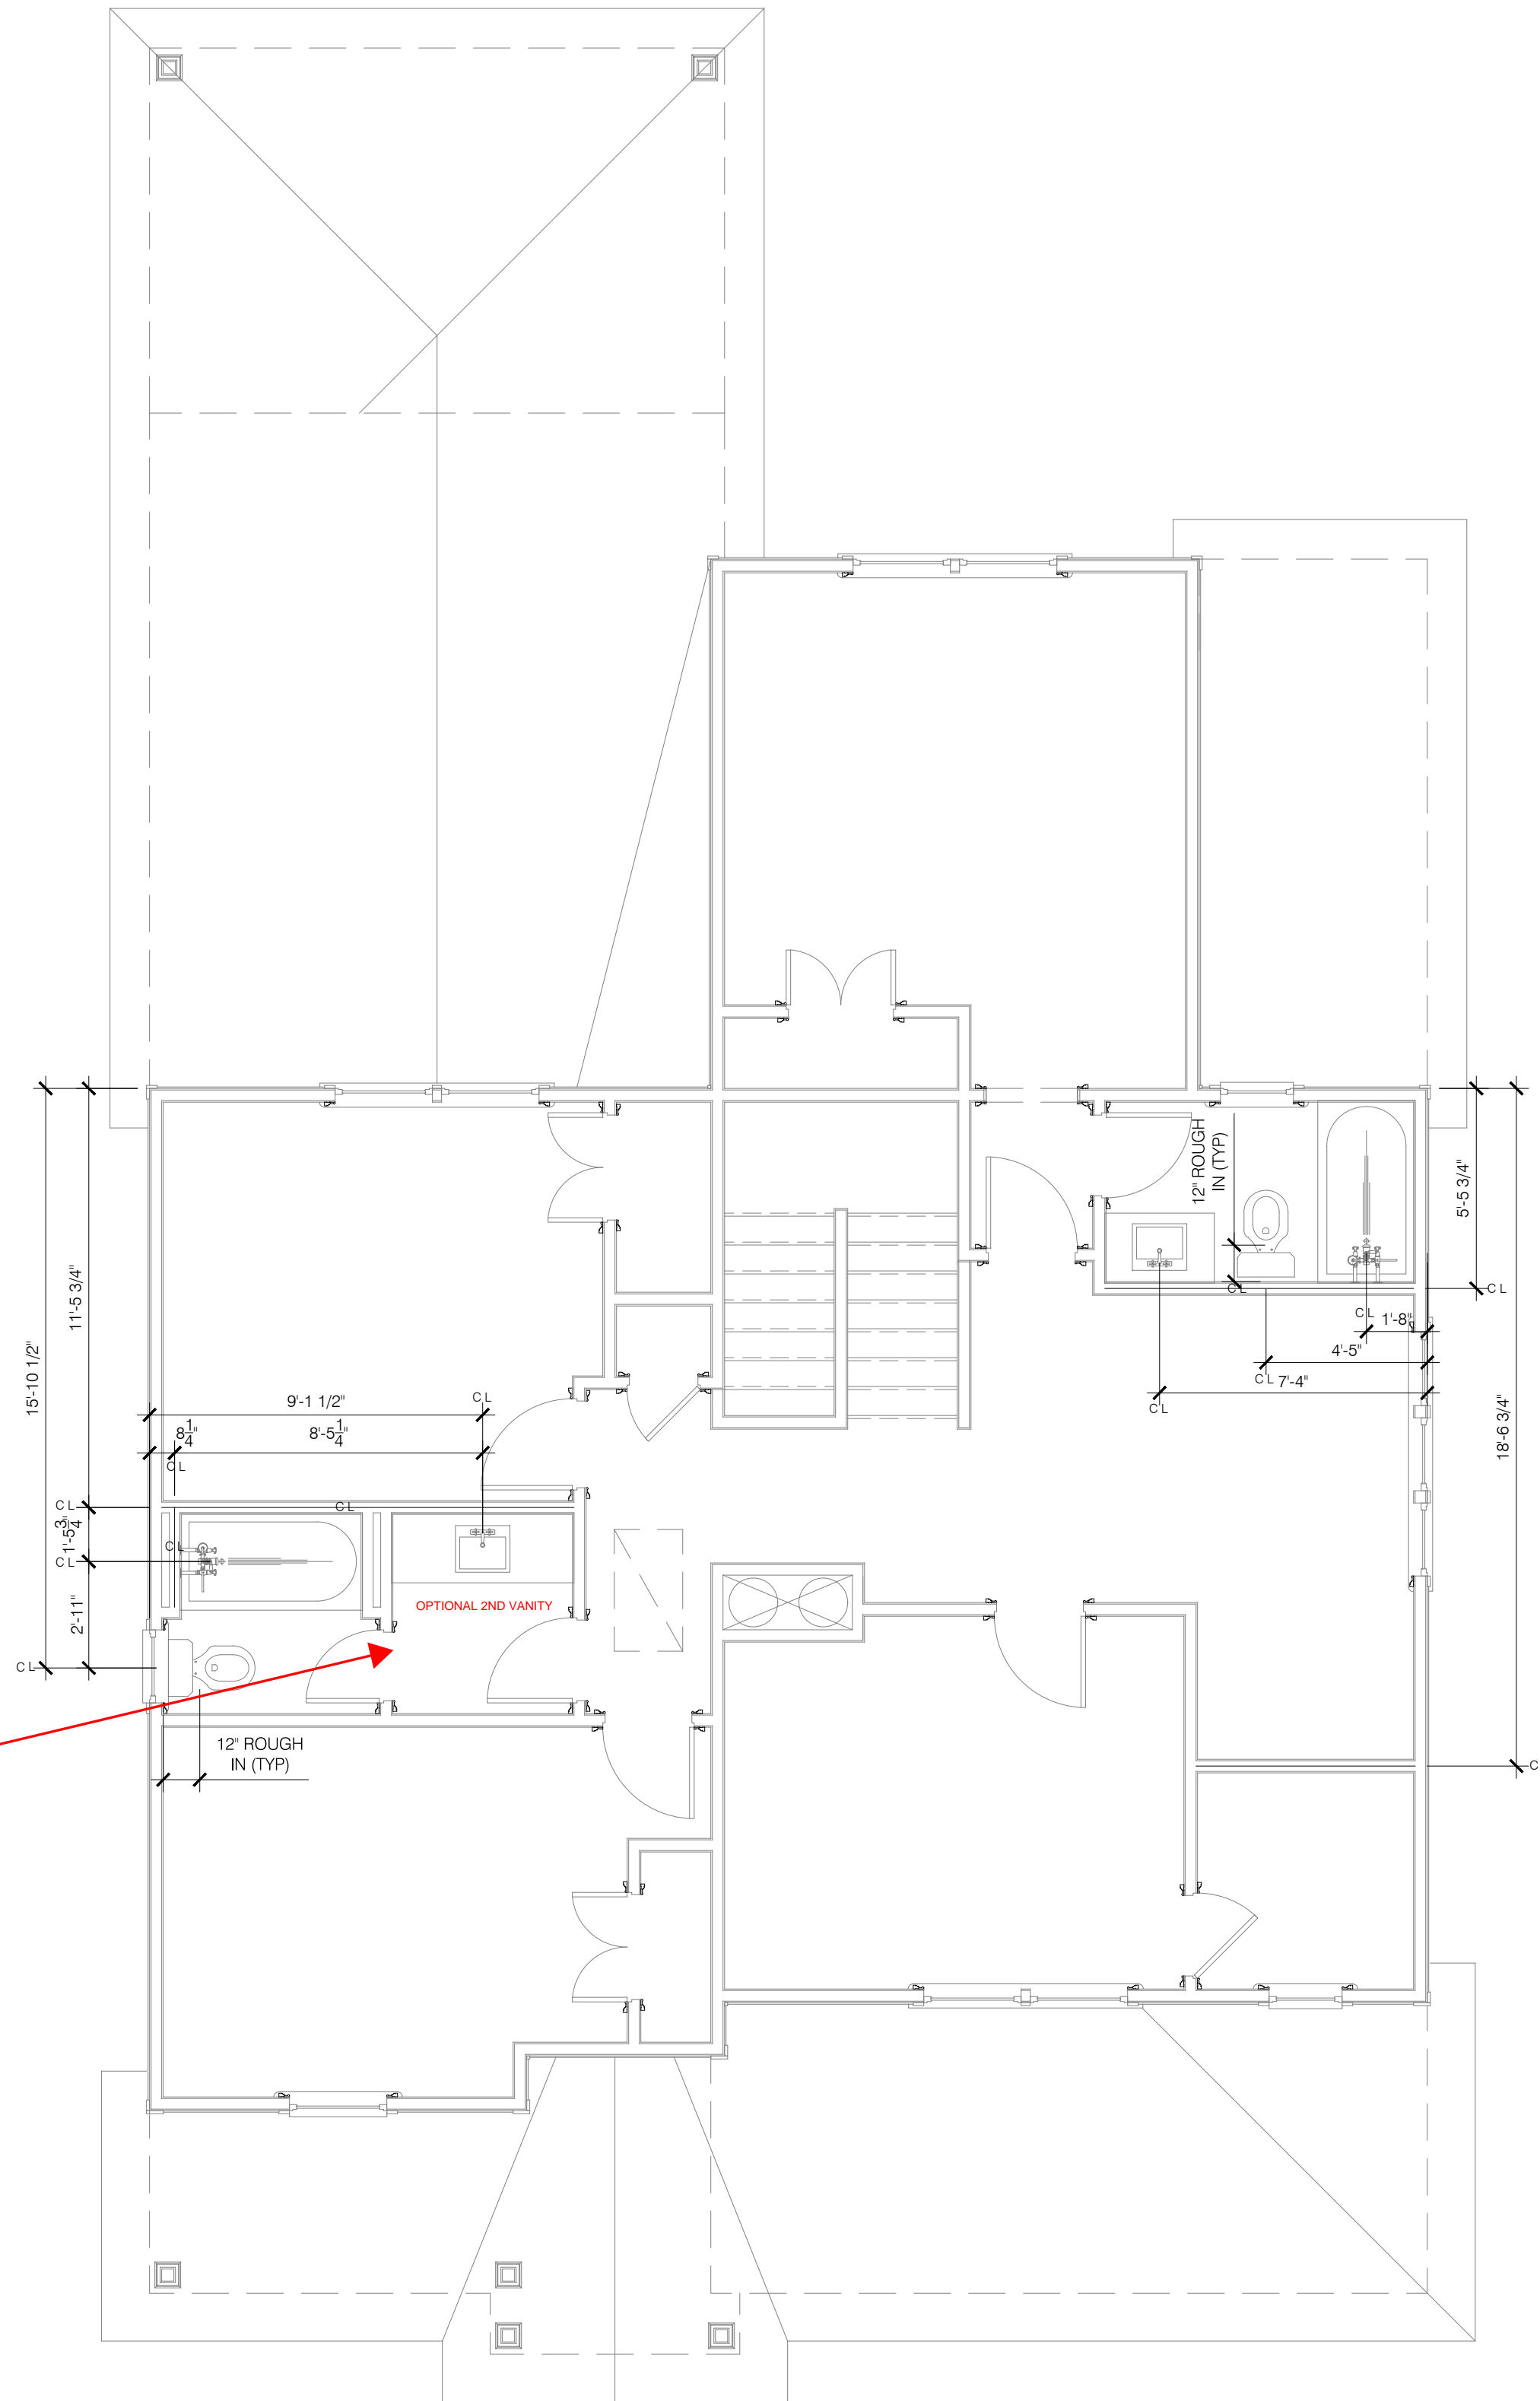 12" ROUGH
IN (TYP)
5'-5 3/4"
11'-5 3/4"
C L
C L
C L
1'-8"
15'-10 1/2"
4'-5"
C L 7'-4"
9'-1 1/2"
C L
C L
8 1/4"
8'-5 1/4"
18'-6 3/4"
C L
C L
C L
1'-5 3/4"
C L
C L
OPTIONAL 2ND VANITY
2'-11"
C L
12" ROUGH
IN (TYP)
C